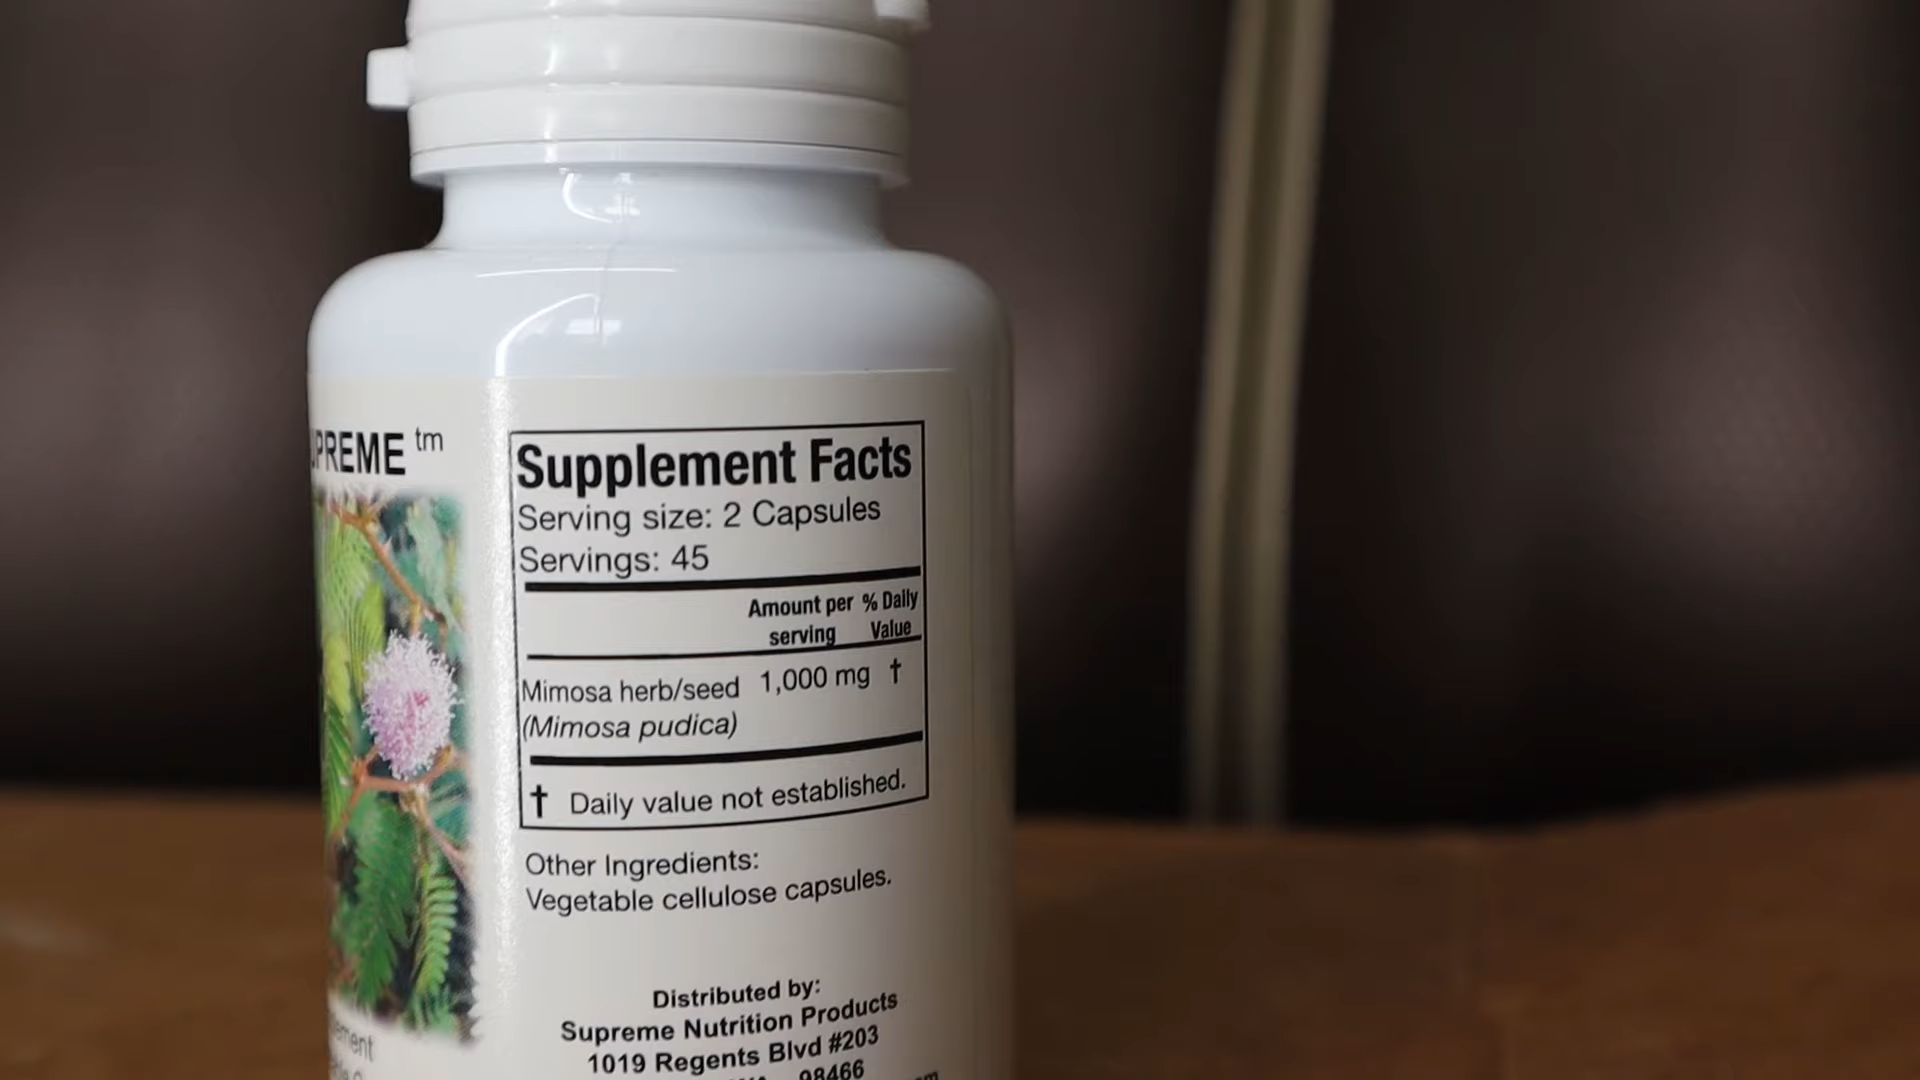 tm
Supplement Facts
Serving size: 2 Capsules
Servings: 45
Amount per % Daily
serving Value
Mimosa herb/seed 1,000 mg †
(Mimosa pudica)
† Daily value not established.
Other Ingredients:
Vegetable cellulose capsules.
Distributed by:
Supreme Nutrition Products
1019 Regents Blvd #203
98466